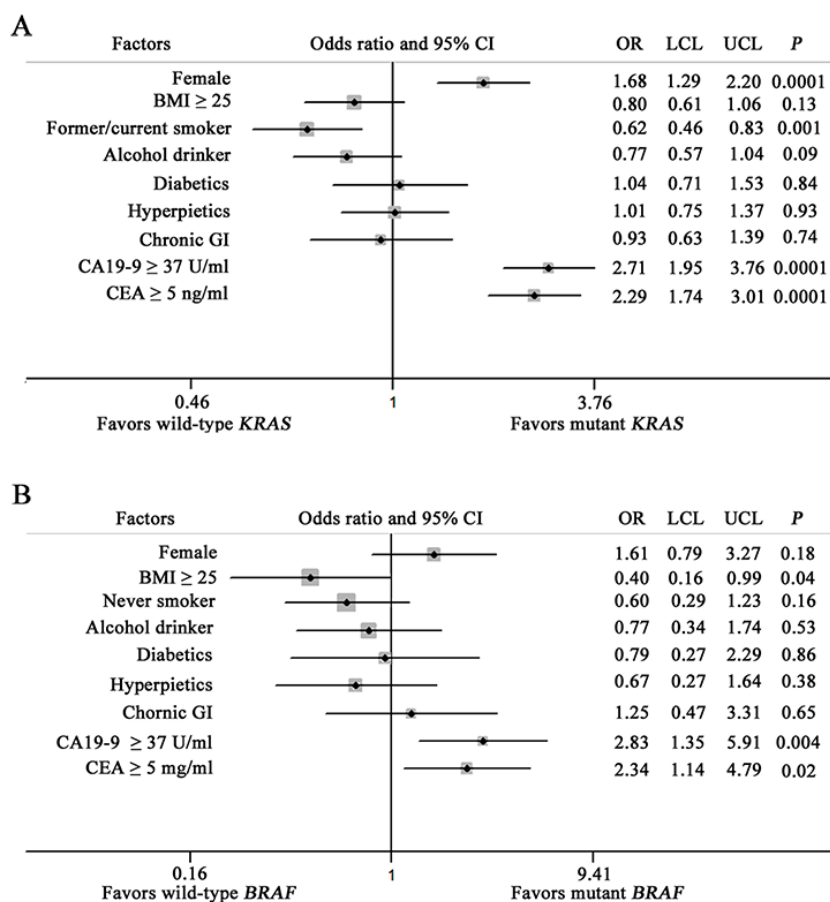 A
Factors Odds ratio and 95% CI OR LCL UCL P
Female 1.68 1.29 2.20 0.0001
BMI ≥ 25 0.80 0.61 1.06 0.13
Former/current smoker 0.62 0.46 0.83 0.001
Alcohol drinker 0.77 0.57 1.04 0.09
Diabetics 1.04 0.71 1.53 0.84
Hyperpietics 1.01 0.75 1.37 0.93
Chronic GI 0.93 0.63 1.39 0.74
CA19-9 ≥ 37 U/ml 2.71 1.95 3.76 0.0001
CEA ≥ 5 ng/ml 2.29 1.74 3.01 0.0001
0.46 1 3.76
Favors wild-type KRAS Favors mutant KRAS
B
Factors Odds ratio and 95% CI OR LCL UCL P
Female 1.61 0.79 3.27 0.18
BMI ≥ 25 0.40 0.16 0.99 0.04
Never smoker 0.60 0.29 1.23 0.16
Alcohol drinker 0.77 0.34 1.74 0.53
Diabetics 0.79 0.27 2.29 0.86
Hyperpietics 0.67 0.27 1.64 0.38
Chornic GI 1.25 0.47 3.31 0.65
CA19-9 ≥ 37 U/ml 2.83 1.35 5.91 0.004
CEA ≥ 5 mg/ml 2.34 1.14 4.79 0.02
0.16 1 9.41
Favors wild-type BRAF Favors mutant BRAF